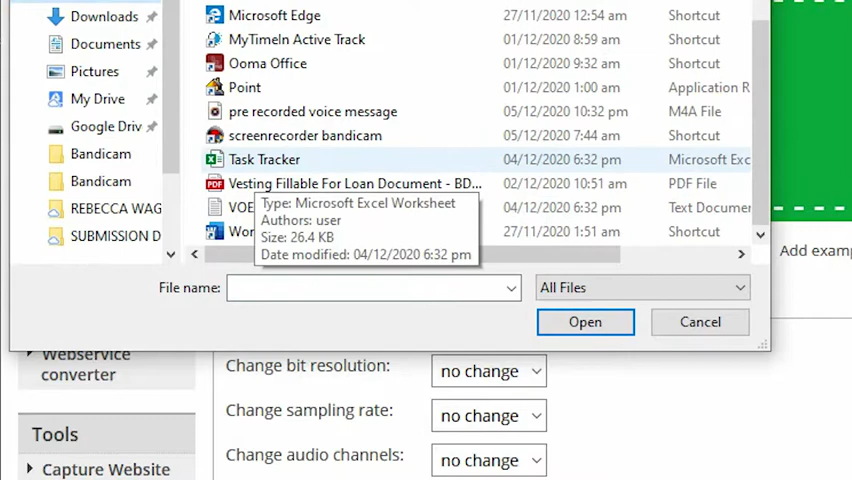 Downloads
Documents
Pictures
My Drive
Google Driv
Bandicam
Bandicam
REBECCA WAG
SUBMISSION D
Microsoft Edge 27/11/2020 12:54 am Shortcut
MyTimeIn Active Track 01/12/2020 8:59 am Shortcut
Ooma Office 01/12/2020 9:32 am Shortcut
Point 01/12/2020 1:00 am Application R
pre recorded voice message 05/12/2020 10:32 pm M4A File
screenrecorder bandicam 05/12/2020 7:44 am Shortcut
Task Tracker 04/12/2020 6:32 pm Microsoft Exc
PDF Vesting Fillable For Loan Document - BD... 02/12/2020 10:51 am PDF File
VOE 04/12/2020 6:32 pm Text Documen
Wor 27/11/2020 1:51 am Shortcut
Type: Microsoft Excel Worksheet
Authors: user
Size: 26.4 KB
Date modified: 04/12/2020 6:32 pm
Add examp
File name: All Files
Open Cancel
Webservice
converter
Tools
Capture Website
Change bit resolution: no change
Change sampling rate: no change
Change audio channels: no change